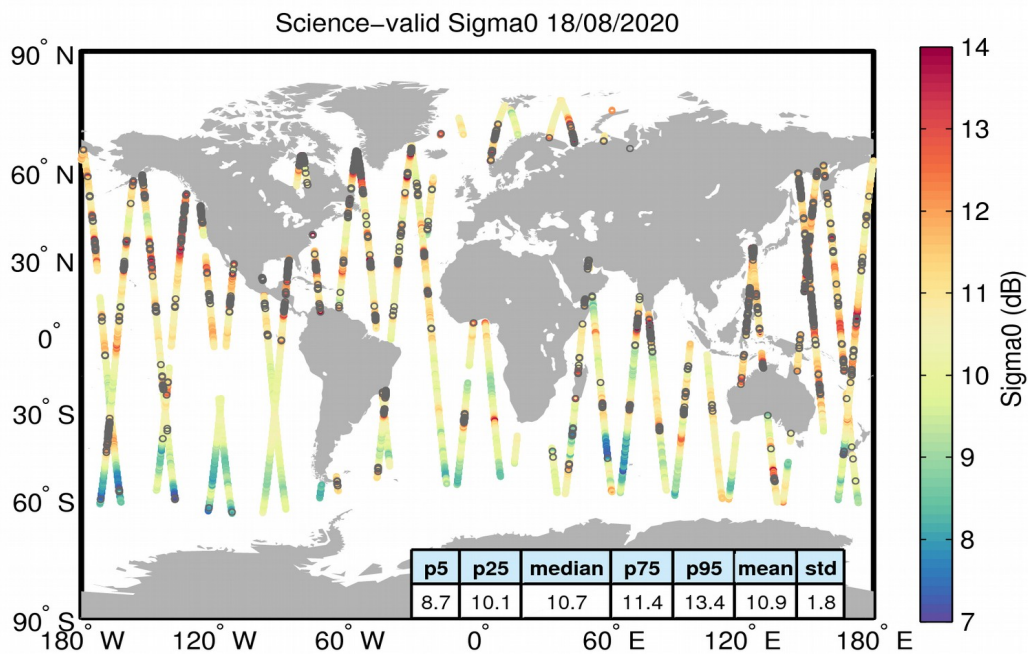 Science-valid Sigma0 18/08/2020
90° N
60° N
30° N
0°
30° S
60° S
90° S
180° W
120° W
60° W
0°
60° E
120° E
180° E
14
13
12
11
10
9
8
7
Sigma0 (dB)
p5 p25 median p75 p95 mean std
8.7 10.1 10.7 11.4 13.4 10.9 1.8